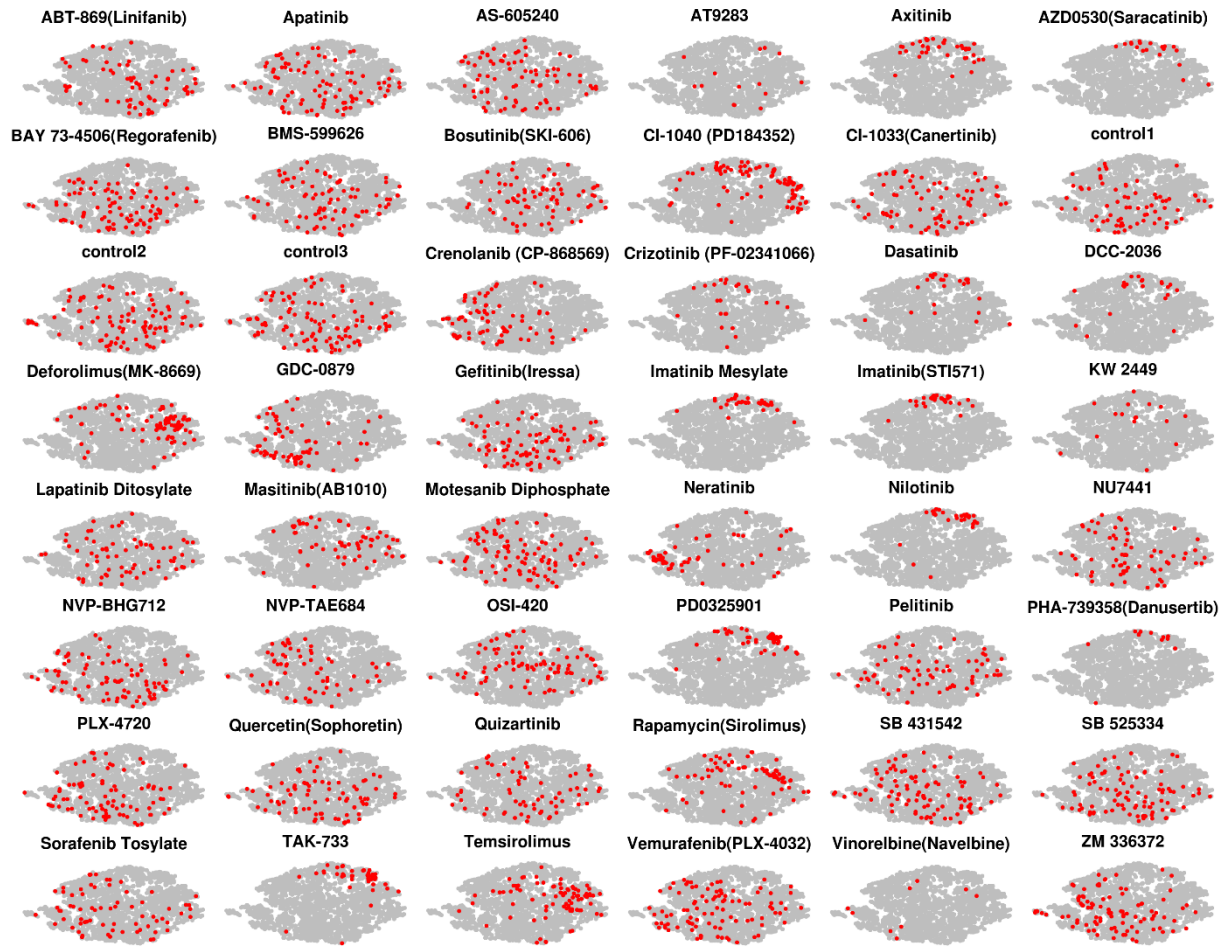 ABT-869(Linifanib) Apatinib AS-605240 AT9283 Axitinib AZD0530(Saracatinib)
BAY 73-4506(Regorafenib) BMS-599626 Bosutinib(SKI-606) CI-1040 (PD184352) CI-1033(Canertinib) control1
control2 control3 Crenolanib (CP-868569) Crizotinib (PF-02341066) Dasatinib DCC-2036
Deforolimus(MK-8669) GDC-0879 Gefitinib(Iressa) Imatinib Mesylate Imatinib(STI571) KW 2449
Lapatinib Ditosylate Masitinib(AB1010) Motesanib Diphosphate Neratinib Nilotinib NU7441
NVP-BHG712 NVP-TAE684 OSI-420 PD0325901 Pelitinib PHA-739358(Danusertib)
PLX-4720 Quercetin(Sophoretin) Quizartinib Rapamycin(Sirolimus) SB 431542 SB 525334
Sorafenib Tosylate TAK-733 Temsirolimus Vemurafenib(PLX-4032) Vinorelbine(Navelbine) ZM 336372